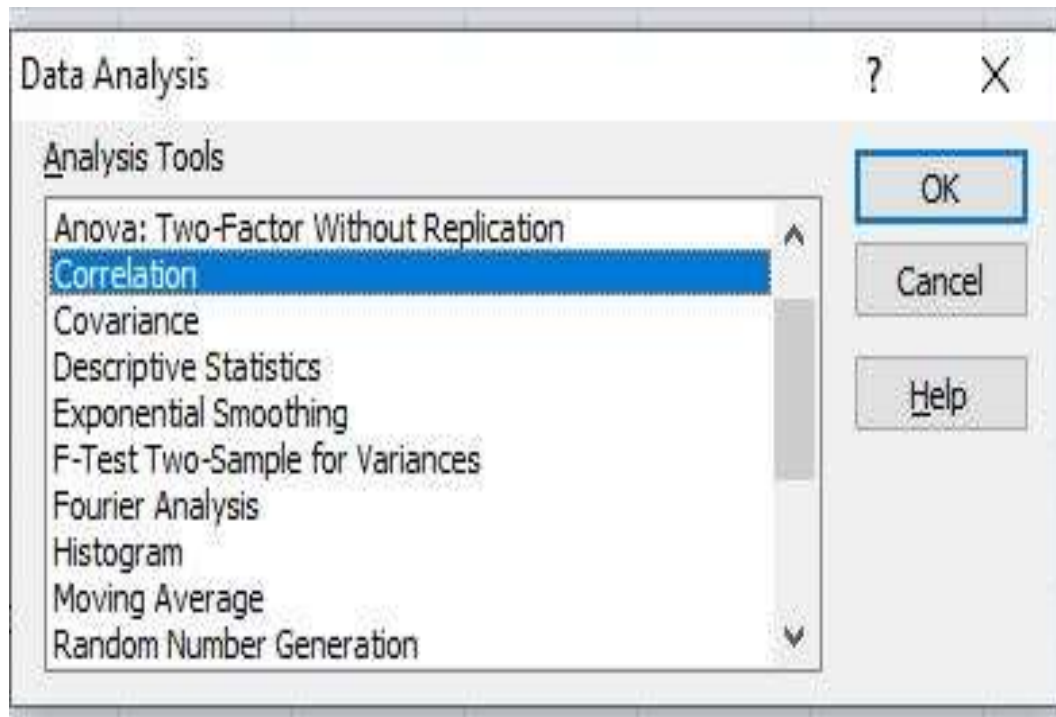 Data Analysis
? X
Analysis Tools
OK
Cancel
Help
Anova: Two-Factor Without Replication
Correlation
Covariance
Descriptive Statistics
Exponential Smoothing
F-Test Two-Sample for Variances
Fourier Analysis
Histogram
Moving Average
Random Number Generation